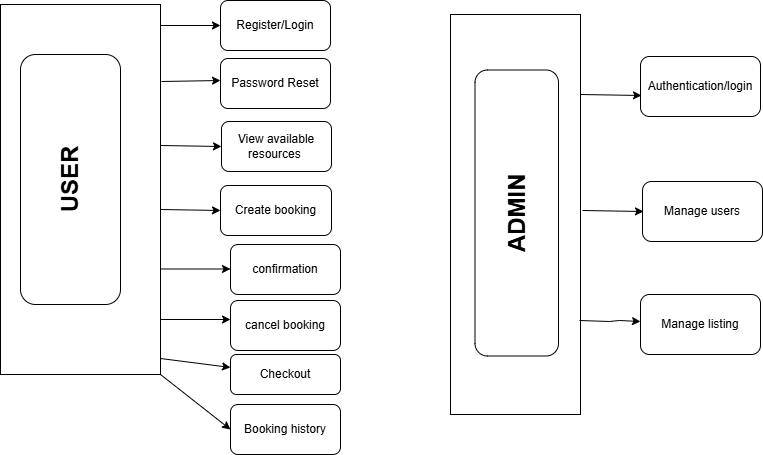 USER
Register/Login
Password Reset
View available
resources
Create booking
confirmation
cancel booking
Checkout
Booking history
ADMIN
Authentication/login
Manage users
Manage listing